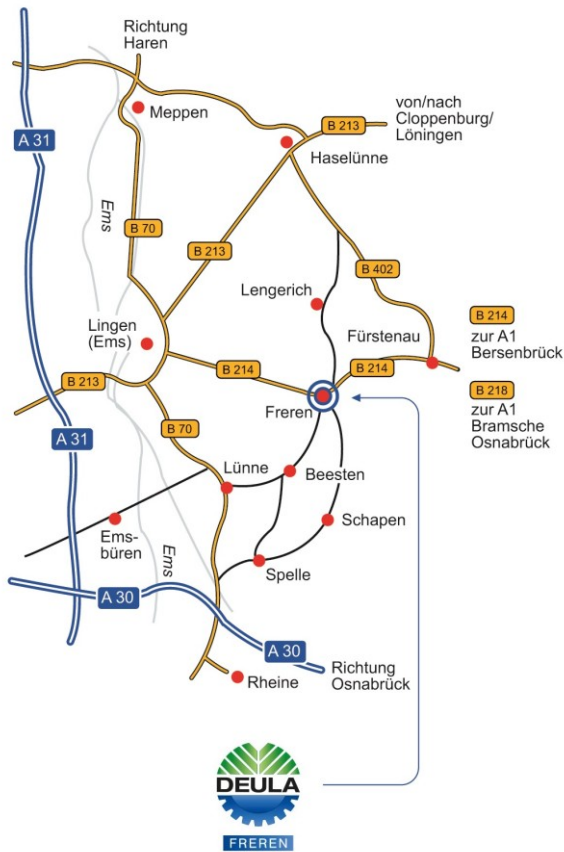 Richtung
Haren
A 31
Meppen
von/nach
Cloppenburg/
Löningen
B 213
Haselünne
Ems
B 70
B 213
B 402
Lengerich
Lingen
(Ems)
Fürstenau
B 214
zur A1
Bersenbrück
B 213
B 214
B 214
B 218
zur A1
Bramsche
Osnabrück
Freren
A 31
B 70
Lünne
Beesten
Ems-
büren
Schapen
Ems
Spelle
A 30
A 30
Richtung
Osnabrück
Rheine
DEULA
FREREN